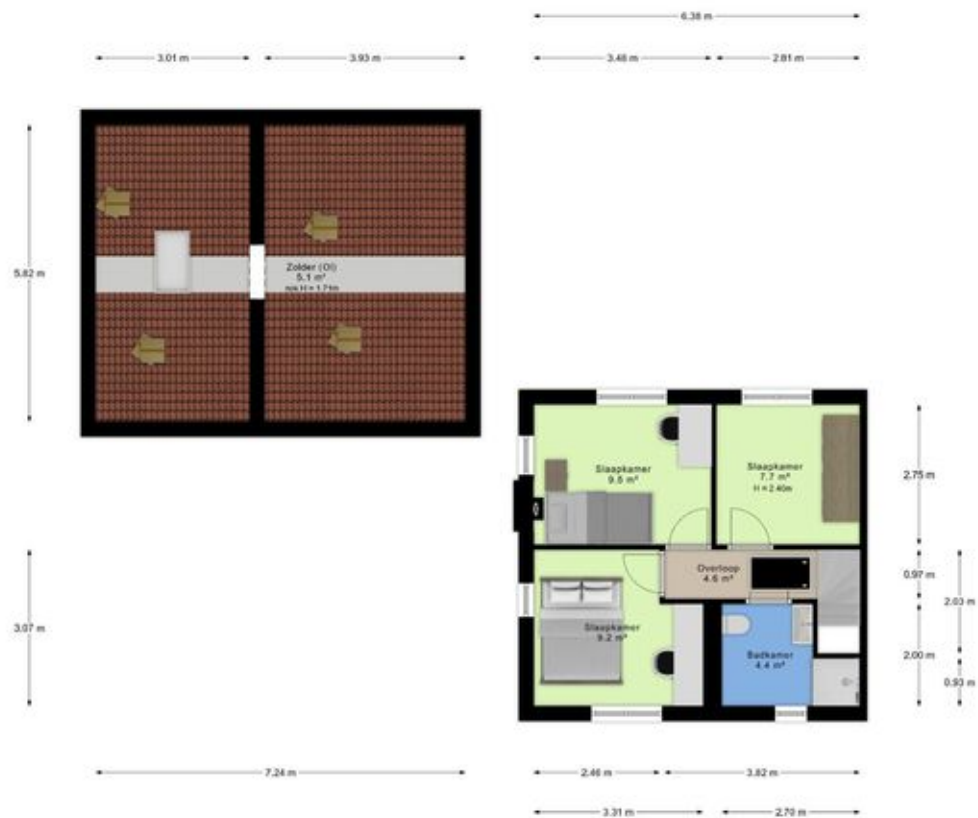 6.38 m
3.01 m
3.93 m
3.48 m
2.81 m
5.82 m
Zolder (OI)
5.1 m²
nok H = 1.71m
Slaapkamer
9.5 m²
Slaapkamer
7.7 m²
H = 2.40m
2.75 m
Overloop
4.6 m²
0.97 m
2.03 m
3.07 m
Slaapkamer
9.2 m²
Badkamer
4.4 m²
2.00 m
0.93 m
7.24 m
2.46 m
3.82 m
3.31 m
2.70 m